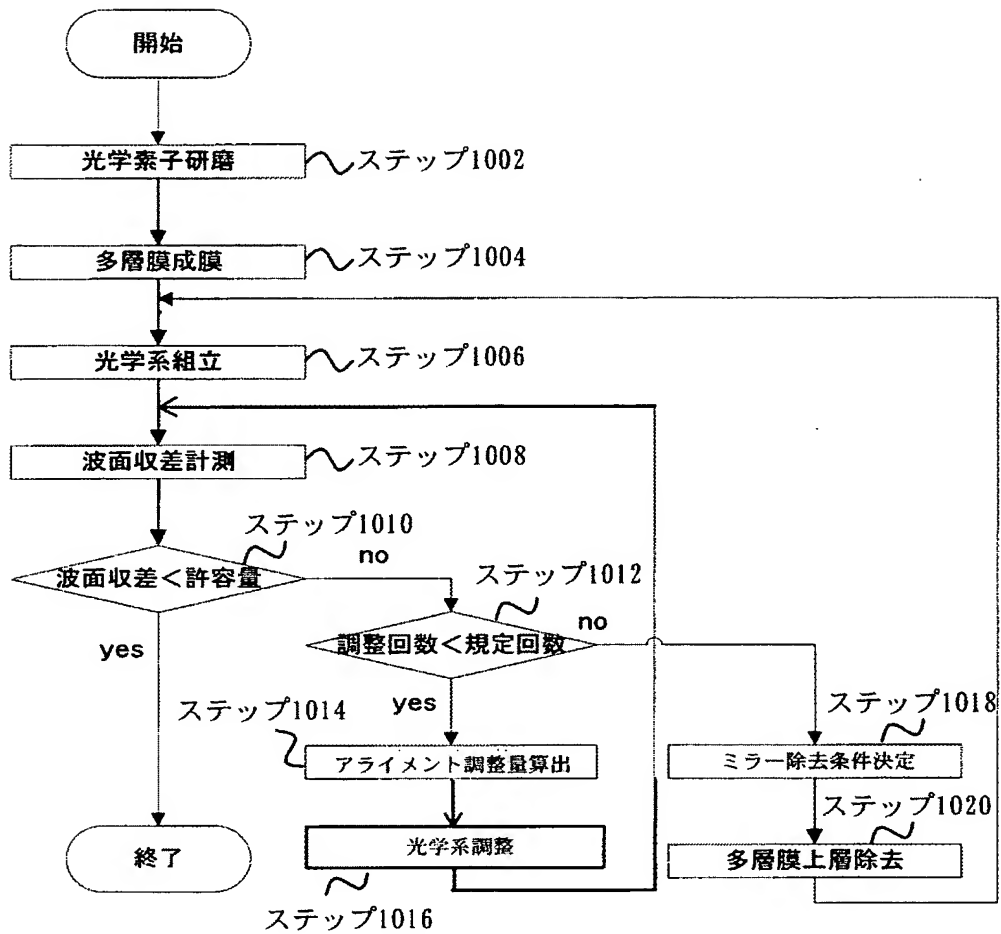 開始
光学素子研磨
ステップ1002
多層膜成膜
ステップ1004
光学系組立
ステップ1006
波面収差計測
ステップ1008
ステップ1010
波面収差<許容量
no
yes
ステップ1012
調整回数<規定回数
no
yes
ステップ1014
アライメント調整量算出
ステップ1018
ミラー除去条件決定
光学系調整
ステップ1016
ステップ1020
多層膜上層除去
終了